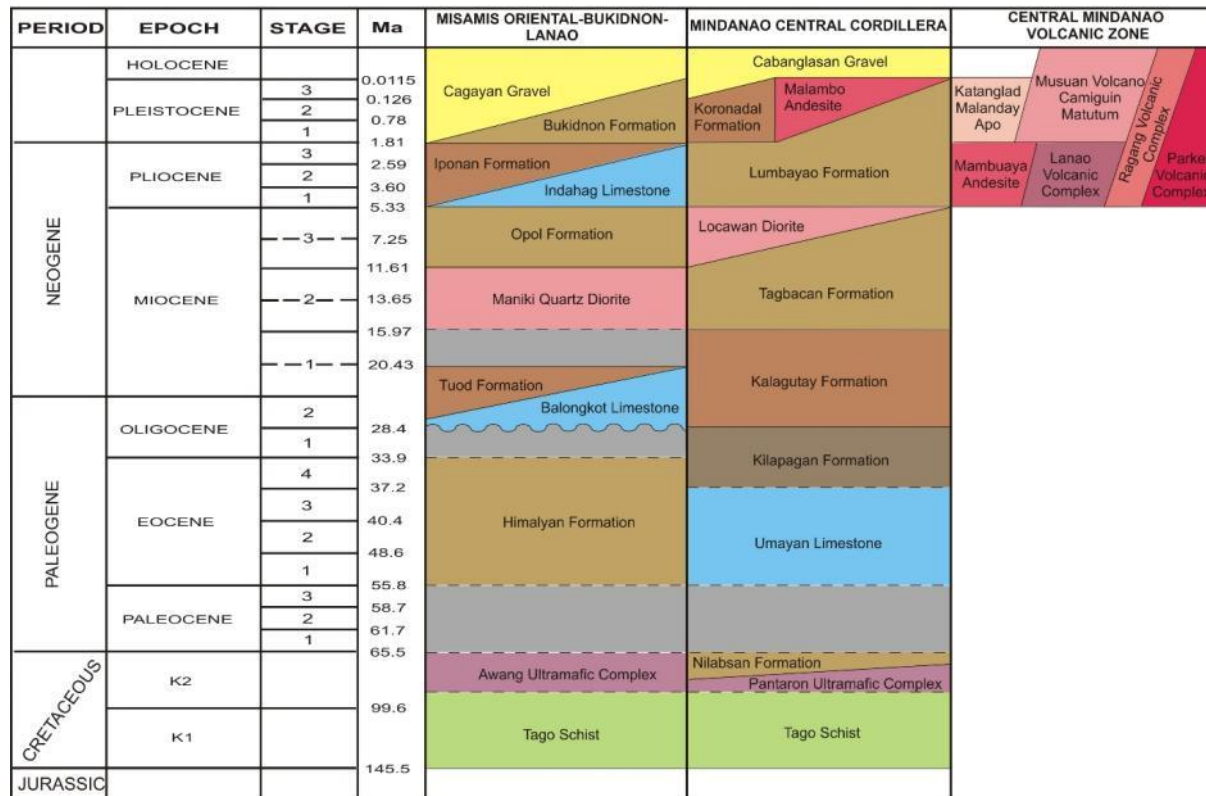 PERIOD
EPOCH
STAGE
Ma
MISAMIS ORIENTAL-BUKIDNON-
LANAO
MINDANAO CENTRAL CORDILLERA
CENTRAL MINDANAO
VOLCANIC ZONE
NEOGENE
PALEOGENE
CRETACEOUS
JURASSIC
HOLOCENE
PLEISTOCENE
PLIOCENE
MIOCENE
OLIGOCENE
EOCENE
PALEOCENE
K2
K1
3
2
1
3
2
1
3
2
1
2
1
4
3
2
1
3
2
1
0.0115
0.126
0.78
1.81
2.59
3.60
5.33
7.25
11.61
13.65
15.97
20.43
28.4
33.9
37.2
40.4
48.6
55.8
58.7
61.7
65.5
99.6
145.5
Cagayan Gravel
Bukidnon Formation
Iponan Formation
Indahag Limestone
Opol Formation
Maniki Quartz Diorite
Tuod Formation
Balongkot Limestone
Himalyan Formation
Awang Ultramafic Complex
Tago Schist
Cabanglasan Gravel
Koronadal
Formation
Malambo
Andesite
Lumbayao Formation
Locawan Diorite
Tagbacan Formation
Kalagutay Formation
Kilapagan Formation
Umayan Limestone
Nilabsan Formation
Pantaron Ultramafic Complex
Tago Schist
Katanglad
Malanday
Apo
Musuan Volcano
Camiguin
Matutum
Mambuaya
Andesite
Lanao
Volcanic
Complex
Ragang Volcanic
Complex
Parke
Volcanic
Complex